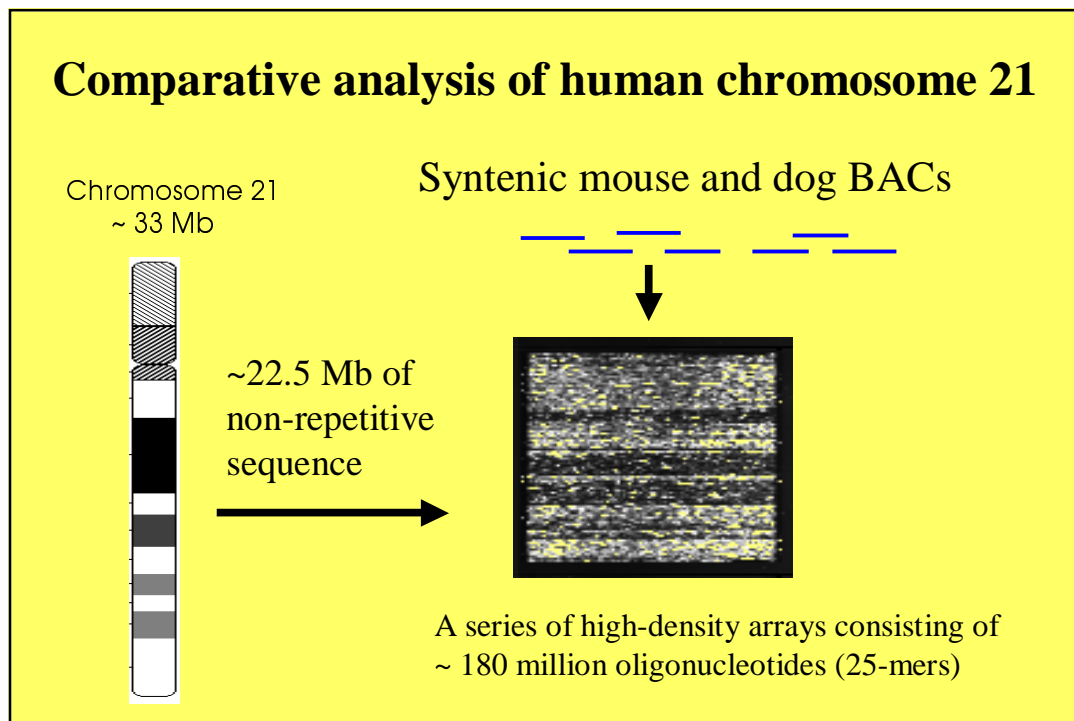 Comparative analysis of human chromosome 21
Chromosome 21
~ 33 Mb
Syntenic mouse and dog BACs
~22.5 Mb of
non-repetitive
sequence
A series of high-density arrays consisting of
~ 180 million oligonucleotides (25-mers)